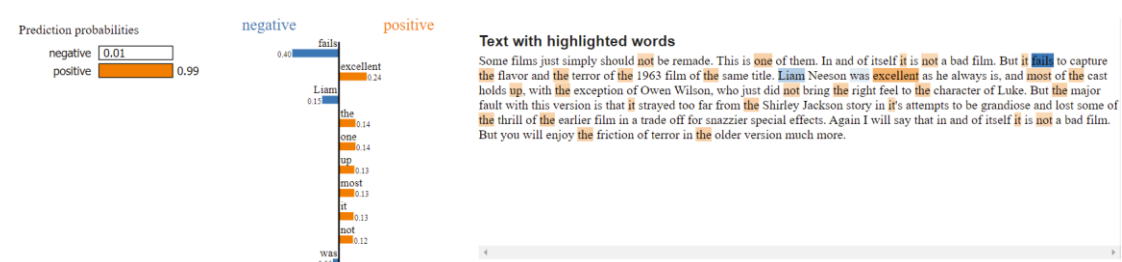 Prediction probabilities
negative 0.01
positive 0.99
negative positive
fails
0.40
excellent
0.24
Liam
0.15
the
0.14
one
0.14
up
0.13
most
0.13
it
0.13
not
0.12
was
Text with highlighted words
Some films just simply should not be remade. This is one of them. In and of itself it is not a bad film. But it fails to capture
the flavor and the terror of the 1963 film of the same title. Liam Neeson was excellent as he always is, and most of the cast
holds up, with the exception of Owen Wilson, who just did not bring the right feel to the character of Luke. But the major
fault with this version is that it strayed too far from the Shirley Jackson story in it's attempts to be grandiose and lost some of
the thrill of the earlier film in a trade off for snazzier special effects. Again I will say that in and of itself it is not a bad film.
But you will enjoy the friction of terror in the older version much more.